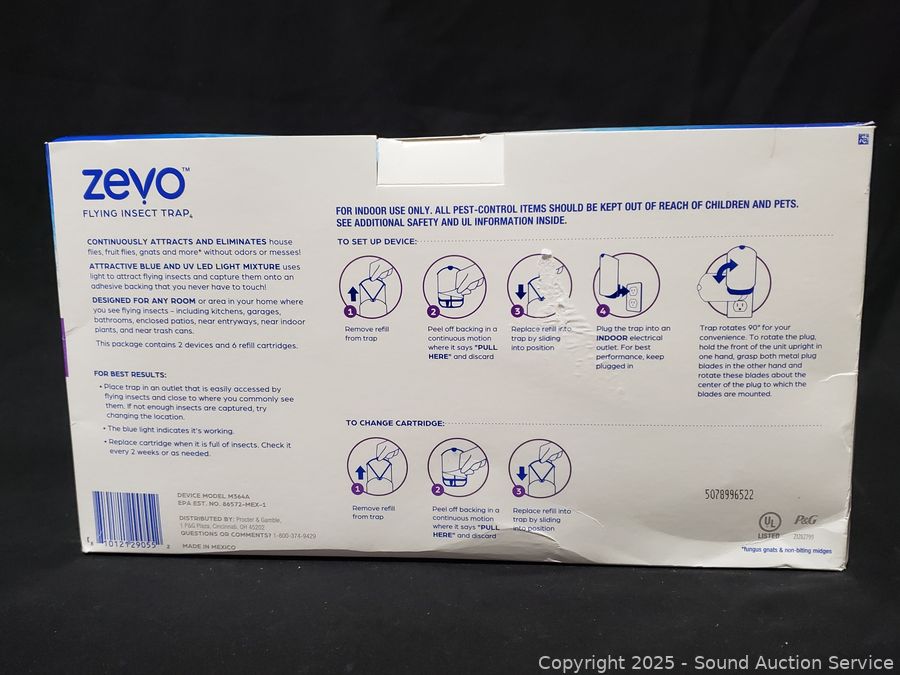 zevo™
FLYING INSECT TRAP
CONTINUOUSLY ATTRACTS AND ELIMINATES house
flies, fruit flies, gnats and more* without odors or messes!
ATTRACTIVE BLUE AND UV LED LIGHT MIXTURE uses
light to attract flying insects and capture them onto an
adhesive backing that you never have to touch!
DESIGNED FOR ANY ROOM or area in your home where
you see flying insects – including kitchens, garages,
bathrooms, enclosed patios, near entryways, near indoor
plants, and near trash cans.
This package contains 2 devices and 6 refill cartridges.
FOR BEST RESULTS:
• Place trap in an outlet that is easily accessed by
flying insects and close to where you commonly see
them. If not enough insects are captured, try
changing the location.
• The blue light indicates it's working.
• Replace cartridge when it is full of insects. Check it
every 2 weeks or as needed.
DEVICE MODEL M364A
EPA EST. NO. 86572-MEX-1
DISTRIBUTED BY: Procter & Gamble,
1 P&G Plaza, Cincinnati, OH 45202
QUESTIONS OR COMMENTS? 1-800-374-9429
MADE IN MEXICO
1012129055 2
FOR INDOOR USE ONLY. ALL PEST-CONTROL ITEMS SHOULD BE KEPT OUT OF REACH OF CHILDREN AND PETS.
SEE ADDITIONAL SAFETY AND UL INFORMATION INSIDE.
TO SET UP DEVICE:
1
Remove refill
from trap
2
Peel off backing in a
continuous motion
where it says "PULL
HERE" and discard
3
Replace refill into
trap by sliding
into position
4
Plug the trap into an
INDOOR electrical
outlet. For best
performance, keep
plugged in
Trap rotates 90° for your
convenience. To rotate the plug,
hold the front of the unit upright in
one hand, grasp both metal plug
blades in the other hand and
rotate these blades about the
center of the plug to which the
blades are mounted.
TO CHANGE CARTRIDGE:
1
Remove refill
from trap
2
Peel off backing in a
continuous motion
where it says "PULL
HERE" and discard
3
Replace refill into
trap by sliding
into position
5078996522
UL
LISTED
P&G
*fungus gnats & non-biting midges
Copyright 2025 - Sound Auction Service